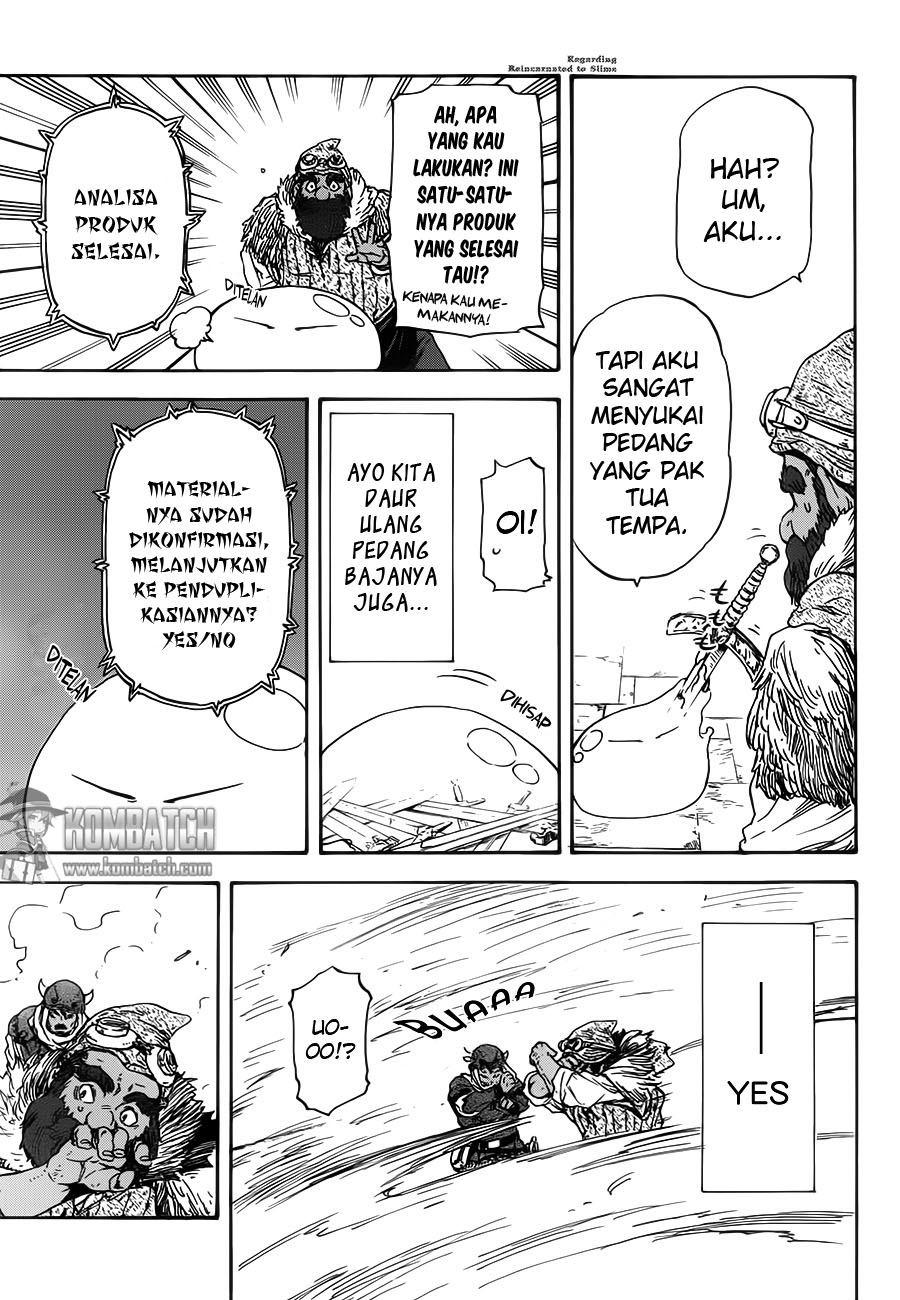 Regarding
Reincarnated to Slime
HAH?
UM,
AKU...
TAPI AKU
SANGAT
MENYUKAI
PEDANG
YANG PAK
TUA
TEMPA.
AH, APA
YANG KAU
LAKUKAN? INI
SATU-SATU-
NYA PRODUK
YANG SELESAI
TAU!?
KENAPA KAU ME-
MAKANNYA!
DITELAN
ANALISA
PRODUK
SELESAI.
OI!
AYO KITA
DAUR
ULANG
PEDANG
BAJANYA
JUGA...
DIHISAP
MATERIAL-
NYA SUDAH
DIKONFIRMASI,
MELANJUTKAN
KE PENDUPLI-
KASIANNYA?
YES/NO
DITELAN
KOMBATCH
www.kombatch.com
YES
BUAAA
UO-
OO!?